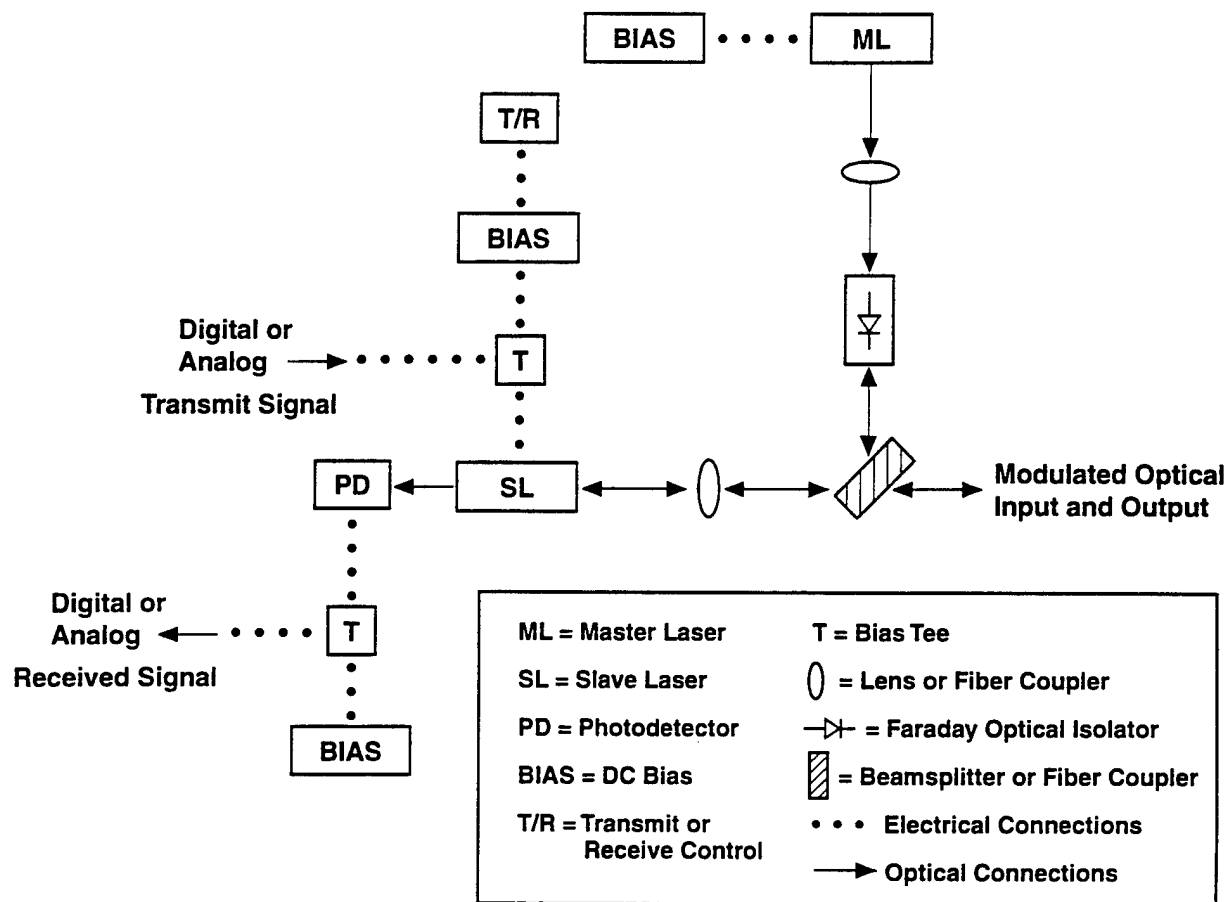 BIAS
ML
T/R
BIAS
Digital or
Analog
T
Transmit Signal
PD
SL
Modulated Optical
Input and Output
Digital or
Analog
T
Received Signal
BIAS
ML = Master Laser
T = Bias Tee
SL = Slave Laser
= Lens or Fiber Coupler
PD = Photodetector
= Faraday Optical Isolator
BIAS = DC Bias
= Beamsplitter or Fiber Coupler
T/R = Transmit or
Receive Control
Electrical Connections
Optical Connections